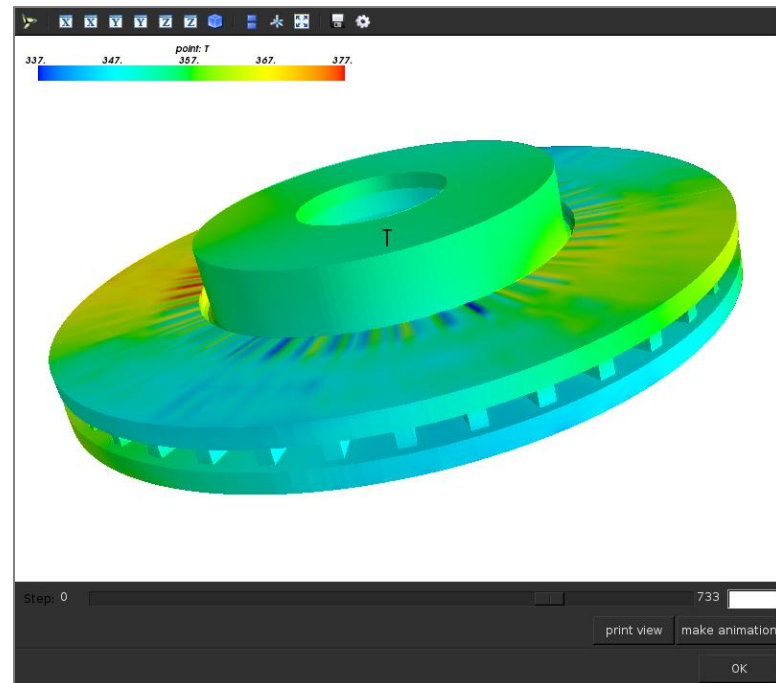 X X Y Y Z Z
point: T
337. 347. 357. 367. 377.
T
Step: 0 733
print view make animation
OK